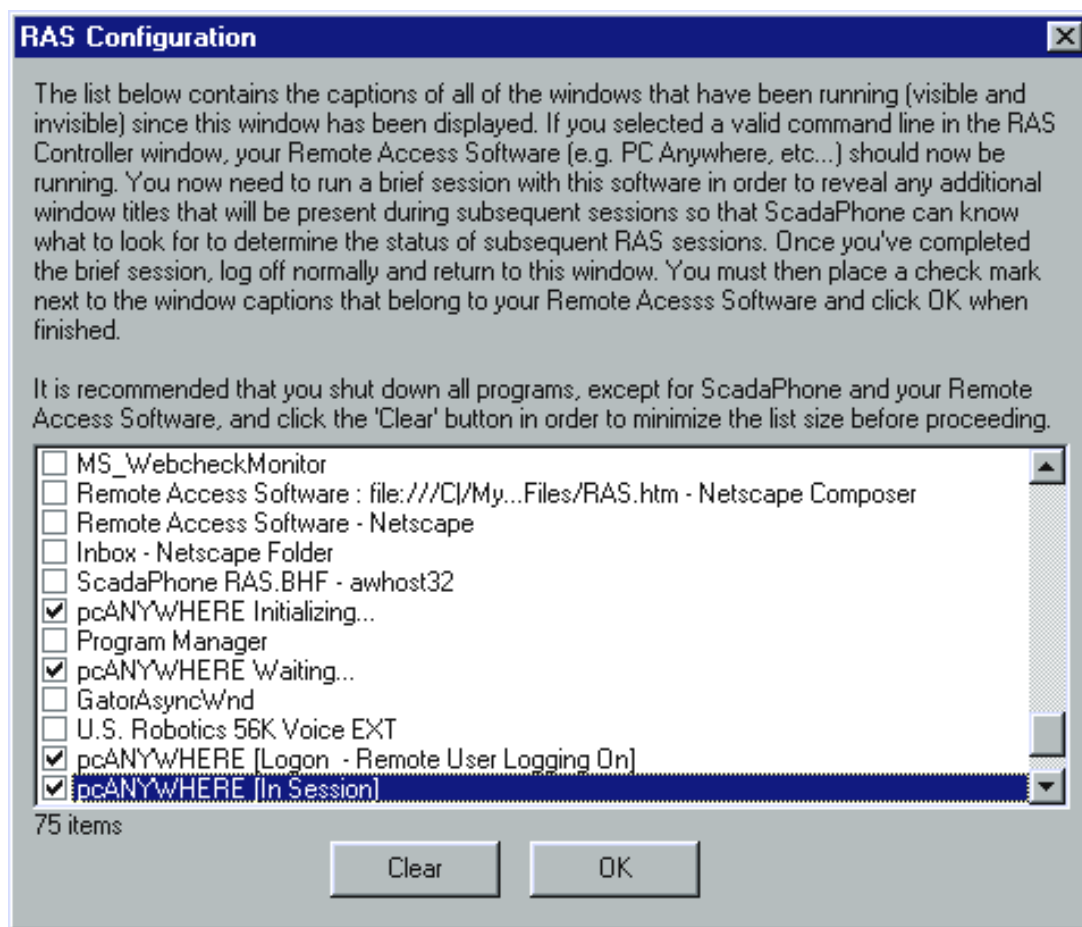 RAS Configuration
The list below contains the captions of all of the windows that have been running (visible and
invisible) since this window has been displayed. If you selected a valid command line in the RAS
Controller window, your Remote Access Software (e.g. PC Anywhere, etc...) should now be
running. You now need to run a brief session with this software in order to reveal any additional
window titles that will be present during subsequent sessions so that ScadaPhone can know
what to look for to determine the status of subsequent RAS sessions. Once you've completed
the brief session, log off normally and return to this window. You must then place a check mark
next to the window captions that belong to your Remote Acesss Software and click OK when
finished.
It is recommended that you shut down all programs, except for ScadaPhone and your Remote
Access Software, and click the 'Clear' button in order to minimize the list size before proceeding.
MS_WebcheckMonitor
Remote Access Software : file:///C|/My...Files/RAS.htm - Netscape Composer
Remote Access Software - Netscape
Inbox - Netscape Folder
ScadaPhone RAS.BHF - awhost32
pcANYWHERE Initializing...
Program Manager
pcANYWHERE Waiting...
GatorAsyncWnd
U.S. Robotics 56K Voice EXT
pcANYWHERE [Logon  - Remote User Logging On]
pcANYWHERE [In Session]
75 items
Clear OK